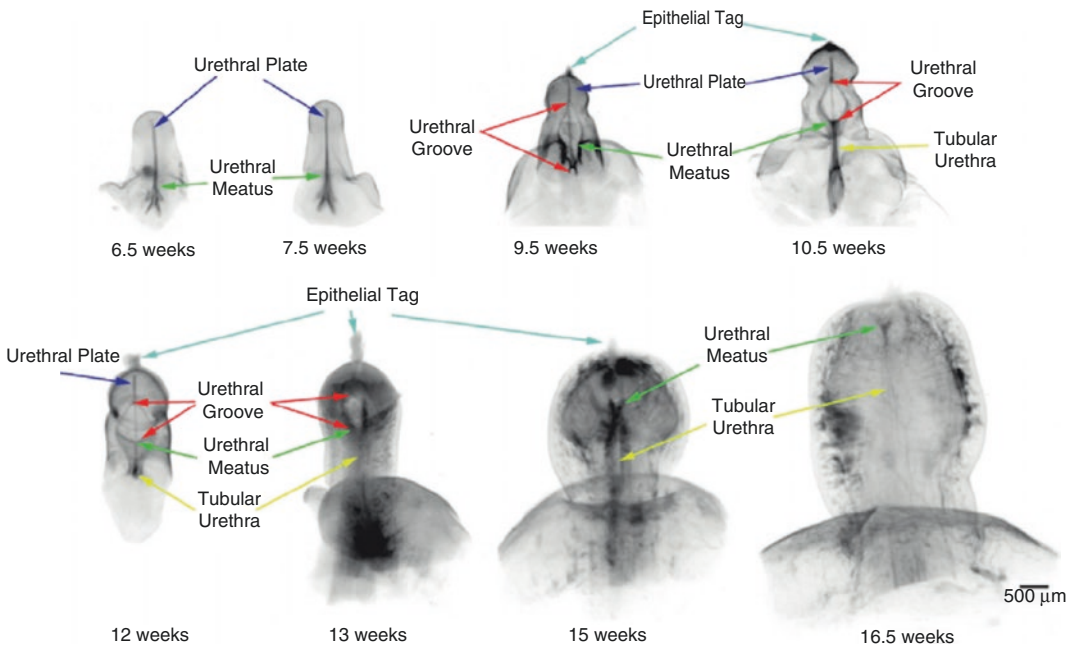 Epithelial Tag
Urethral Plate
Urethral Plate
Urethral
Groove
Urethral
Groove
Urethral
Meatus
Urethral
Meatus
Tubular
Urethra
6.5 weeks
7.5 weeks
9.5 weeks
10.5 weeks
Epithelial Tag
Urethral Plate
Urethral
Groove
Urethral
Meatus
Tubular
Urethra
Urethral
Meatus
Tubular
Urethra
500 μm
12 weeks
13 weeks
15 weeks
16.5 weeks